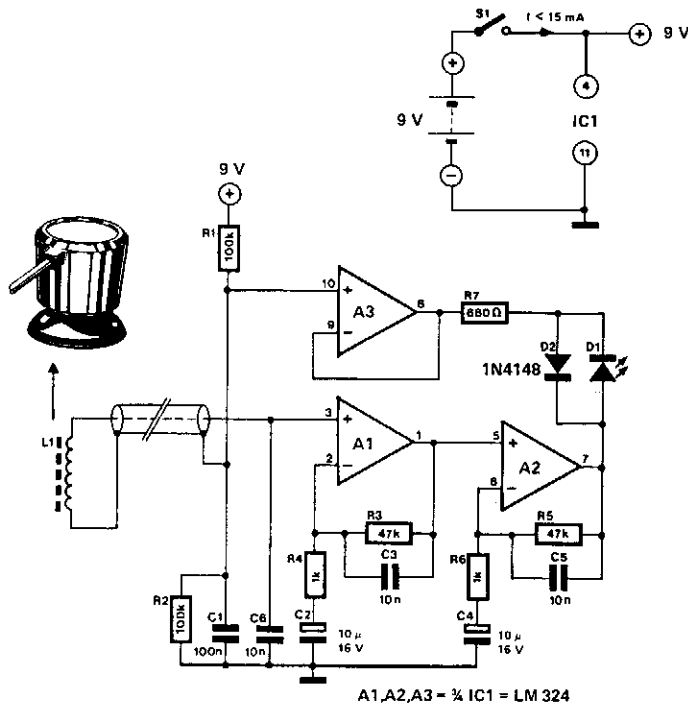 S1
I < 15 mA
+
9 V
+
4
9 V
IC1
11
−
9 V
+
R1
100k
10
+
A3
8
9
−
R7
680Ω
D2
D1
1N4148
L1
3
+
A1
1
2
−
5
+
A2
7
6
−
R3
47k
C3
10n
R4
1k
R5
47k
C5
10n
R6
1k
R2
100k
C1
100n
C6
10n
C2
10 µ
16 V
C4
10 µ
16 V
A1,A2,A3 = ¾ IC1 = LM 324